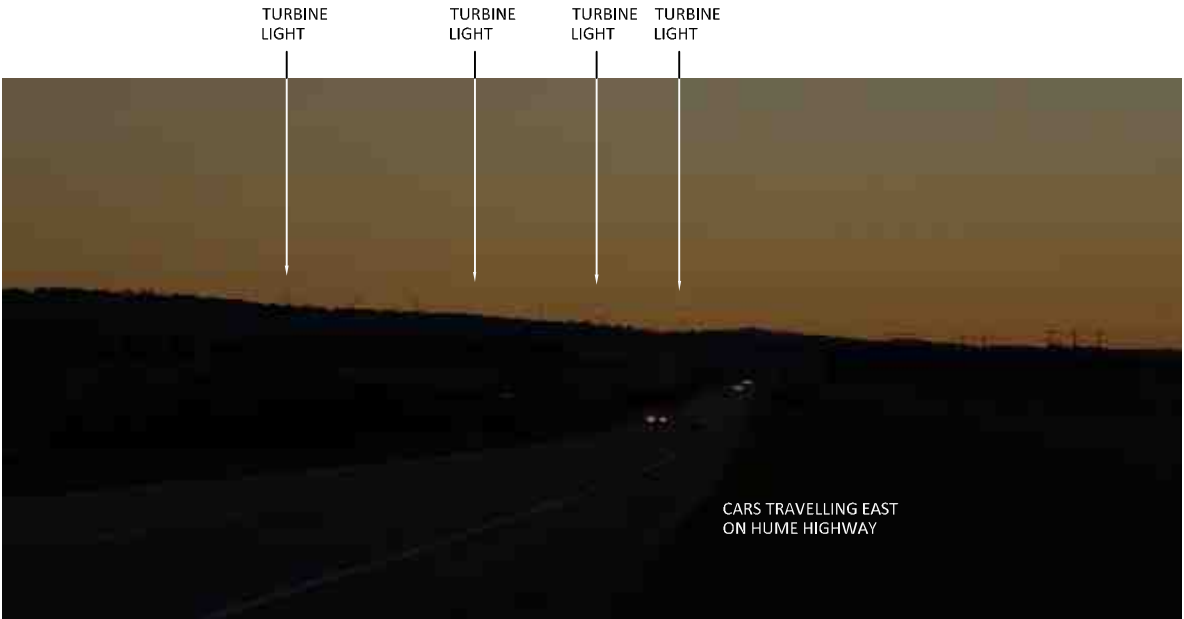 TURBINE
LIGHT
TURBINE
LIGHT
TURBINE
LIGHT
TURBINE
LIGHT
CARS TRAVELLING EAST
ON HUME HIGHWAY